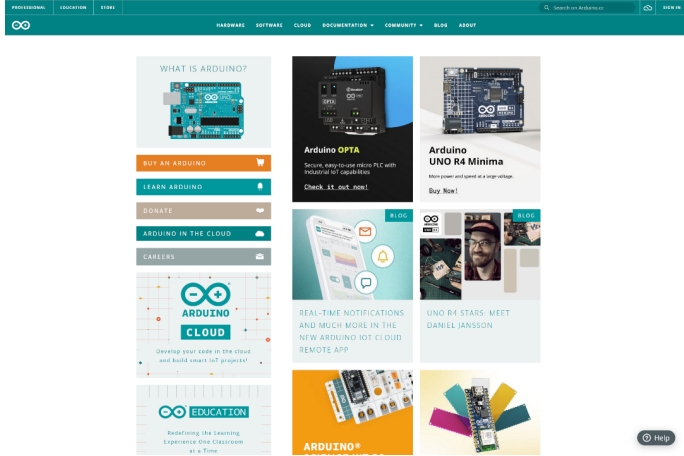 PROFESSIONAL EDUCATION STORE
Search on Arduino.cc
SIGN IN
HARDWARE SOFTWARE CLOUD DOCUMENTATION COMMUNITY BLOG ABOUT
WHAT IS ARDUINO?
BUY AN ARDUINO
LEARN ARDUINO
DONATE
ARDUINO IN THE CLOUD
CAREERS
ARDUINO
CLOUD
Develop your code in the cloud
and build smart IoT projects!
EDUCATION
Redefining the Learning
Experience One Classroom
at a Time
OPTA
Arduino OPTA
Secure, easy-to-use micro PLC with
Industrial IoT capabilities
Check it out now!
Arduino
UNO R4 Minima
More power and speed at a large voltage.
Buy Now!
BLOG
REAL-TIME NOTIFICATIONS
AND MUCH MORE IN THE
NEW ARDUINO IOT CLOUD
REMOTE APP
BLOG
UNO R4 STARS: MEET
DANIEL JANSSON
ARDUINO®
Help